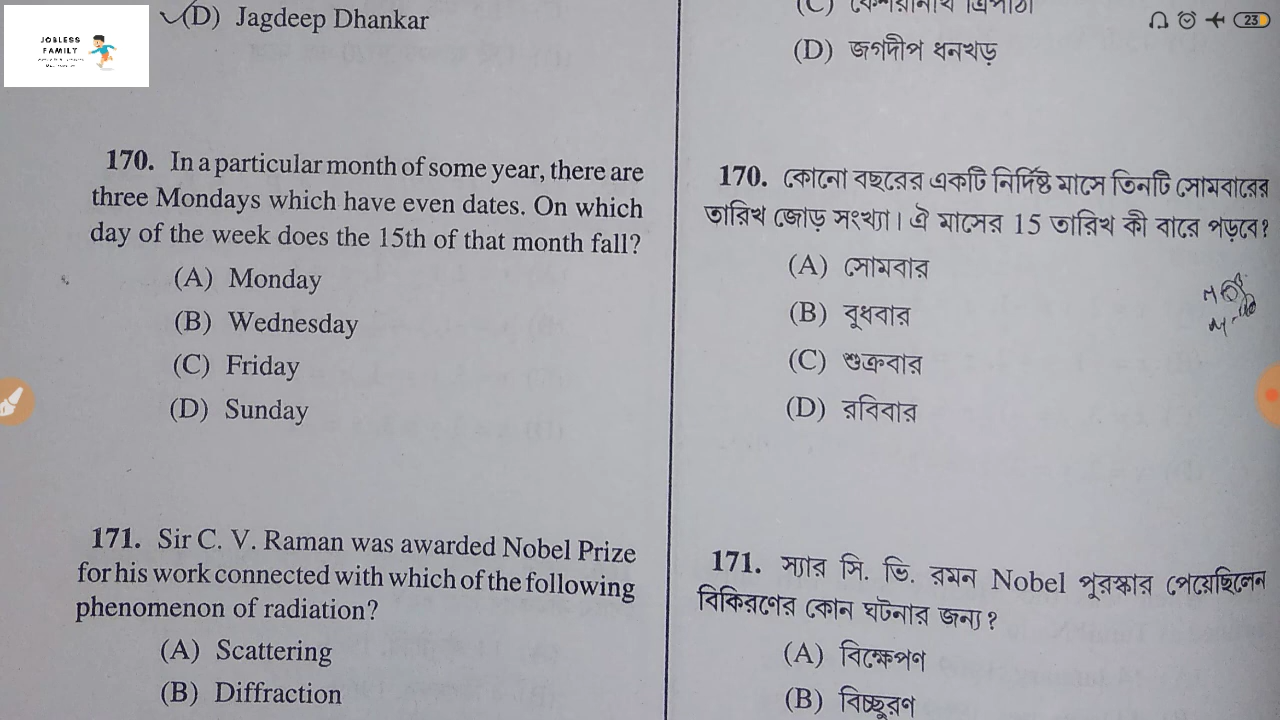 JOBLESS
FAMILY
(D) Jagdeep Dhankar
170. In a particular month of some year, there are
three Mondays which have even dates. On which
day of the week does the 15th of that month fall?
(A) Monday
(B) Wednesday
(C) Friday
(D) Sunday
171. Sir C. V. Raman was awarded Nobel Prize
for his work connected with which of the following
phenomenon of radiation?
(A) Scattering
(B) Diffraction
23
(C) কেশরীনাথ ত্রিপাঠী
(D) জগদীপ ধনখড়
170. কোনো বছরের একটি নির্দিষ্ট মাসে তিনটি সোমবারের
তারিখ জোড় সংখ্যা। ঐ মাসের 15 তারিখ কী বারে পড়বে?
(A) সোমবার
(B) বুধবার
(C) শুক্রবার
(D) রবিবার
171. স্যার সি. ভি. রমন Nobel পুরস্কার পেয়েছিলেন
বিকিরণের কোন ঘটনার জন্য?
(A) বিক্ষেপণ
(B) বিচ্ছুরণ